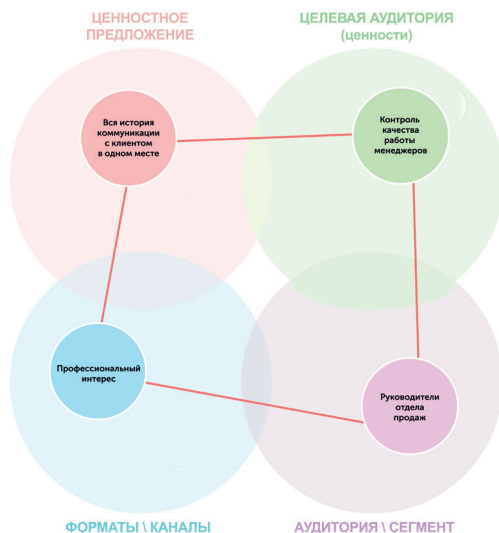 ЦЕННОСТНОЕ
ПРЕДЛОЖЕНИЕ
ЦЕЛЕВАЯ АУДИТОРИЯ
(ценности)
Вся история
коммуникации
с клиентом
в одном месте
Контроль
качества
работы
менеджеров
Профессиональный
интерес
Руководители
отдела
продаж
ФОРМАТЫ \ КАНАЛЫ
АУДИТОРИЯ \ СЕГМЕНТ